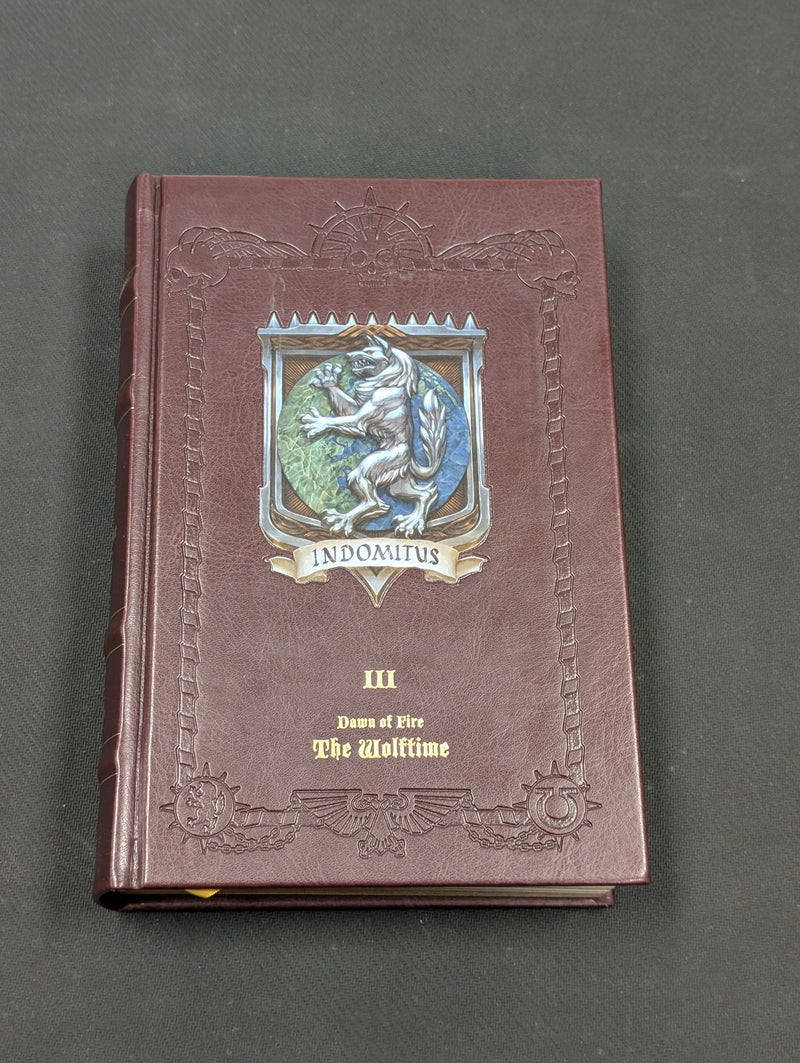 INDOMITUS
III
Dawn of Fire
The Wolftime